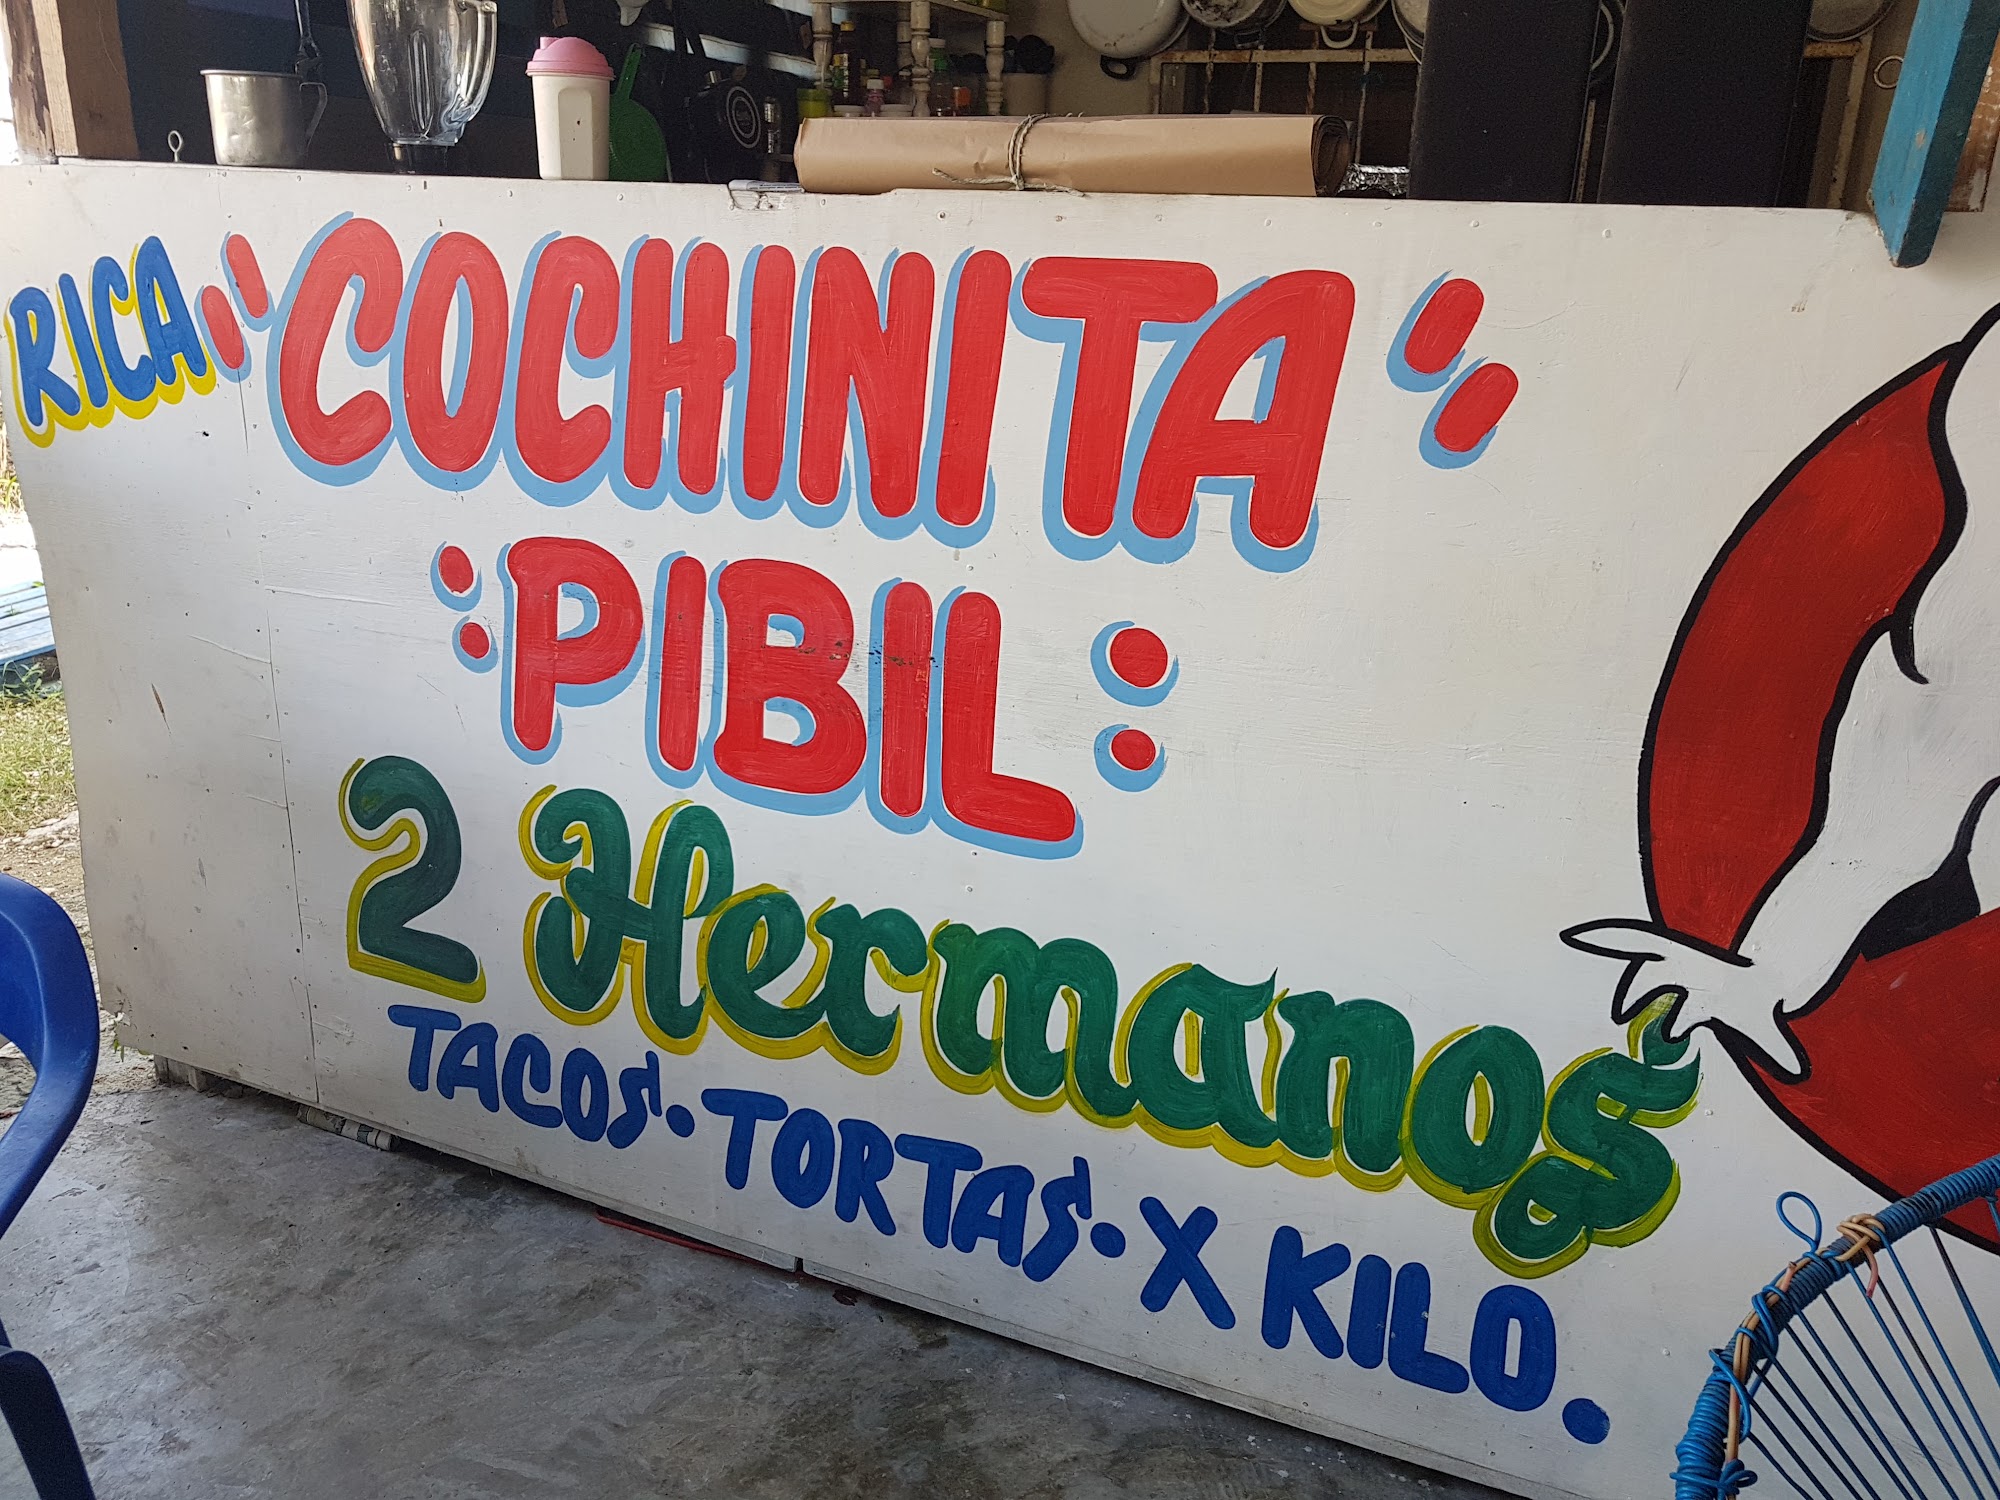 RICA "COCHINITA"
:PIBIL:
2 Hermanos
TACOS. TORTAS. X KILO.